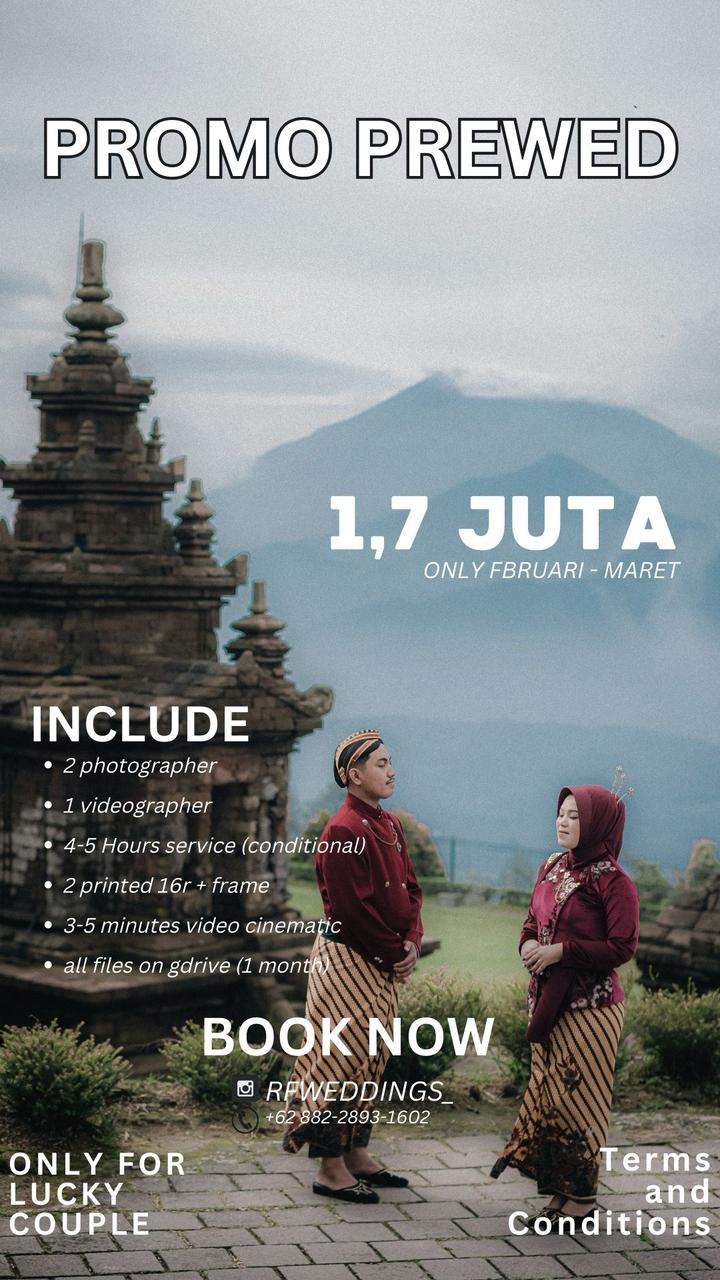 PROMO PREWED
1,7 JUTA
ONLY FBRUARI - MARET
INCLUDE
• 2 photographer
• 1 videographer
• 4-5 Hours service (conditional)
• 2 printed 16r + frame
• 3-5 minutes video cinematic
• all files on gdrive (1 month)
BOOK NOW
RFWEDDINGS_
+62 882-2893-1602
ONLY FOR
LUCKY
COUPLE
Terms
and
Conditions